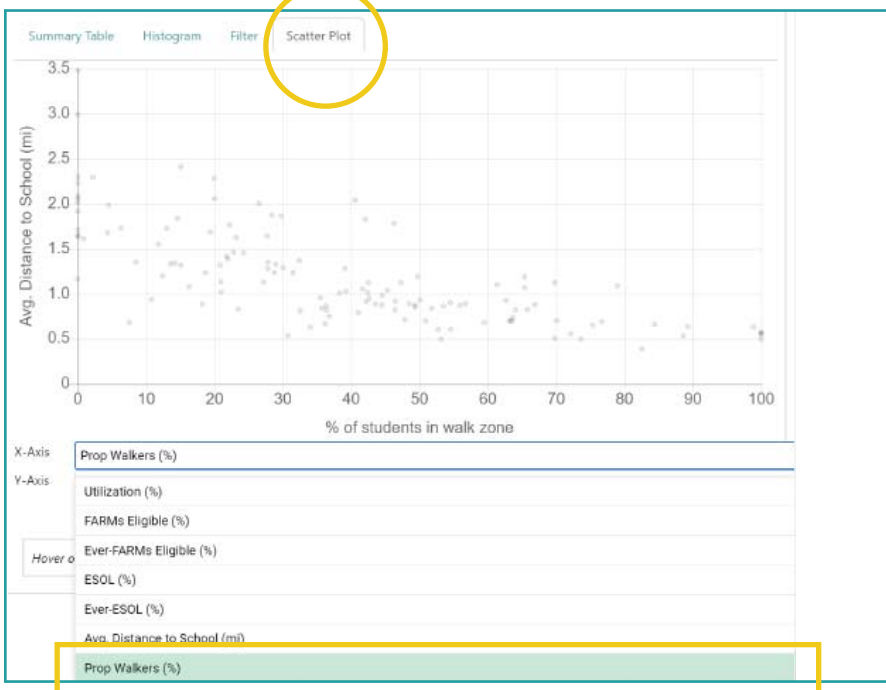 Summary Table Histogram Filter Scatter Plot
3.5
3.0
2.5
2.0
1.5
1.0
0.5
0
Avg. Distance to School (mi)
0 10 20 30 40 50 60 70 80 90 100
% of students in walk zone
X-Axis Prop Walkers (%)
Y-Axis
Utilization (%)
FARMs Eligible (%)
Ever-FARMs Eligible (%)
Hover o
ESOL (%)
Ever-ESOL (%)
Avg. Distance to School (mi)
Prop Walkers (%)